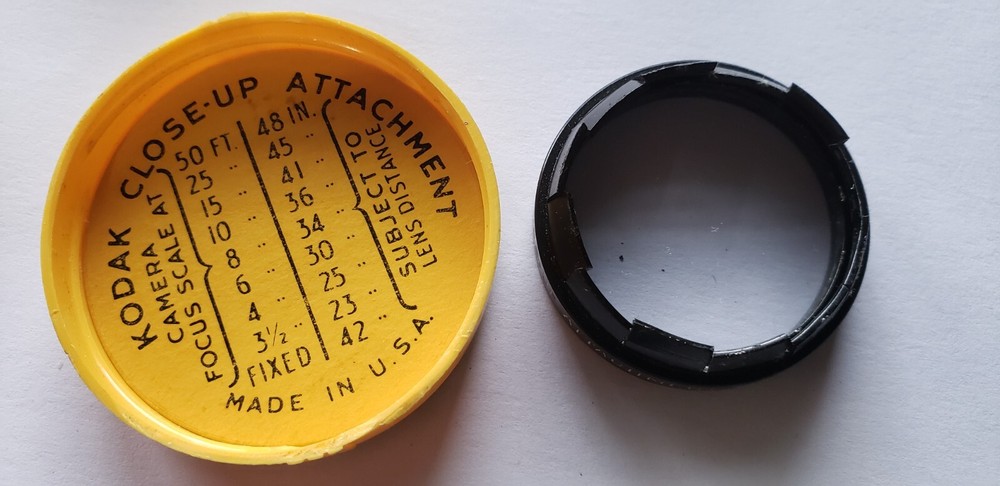 KODAK CLOSE-UP ATTACHMENT
CAMERA AT
FOCUS SCALE
50 FT. 48 IN.
25 " 45 "
15 " 41 "
10 " 36 "
8 " 34 "
6 " 30 "
4 " 25 "
3½ " 23 "
FIXED 42 "
SUBJECT TO
LENS DISTANCE
MADE IN U.S.A.